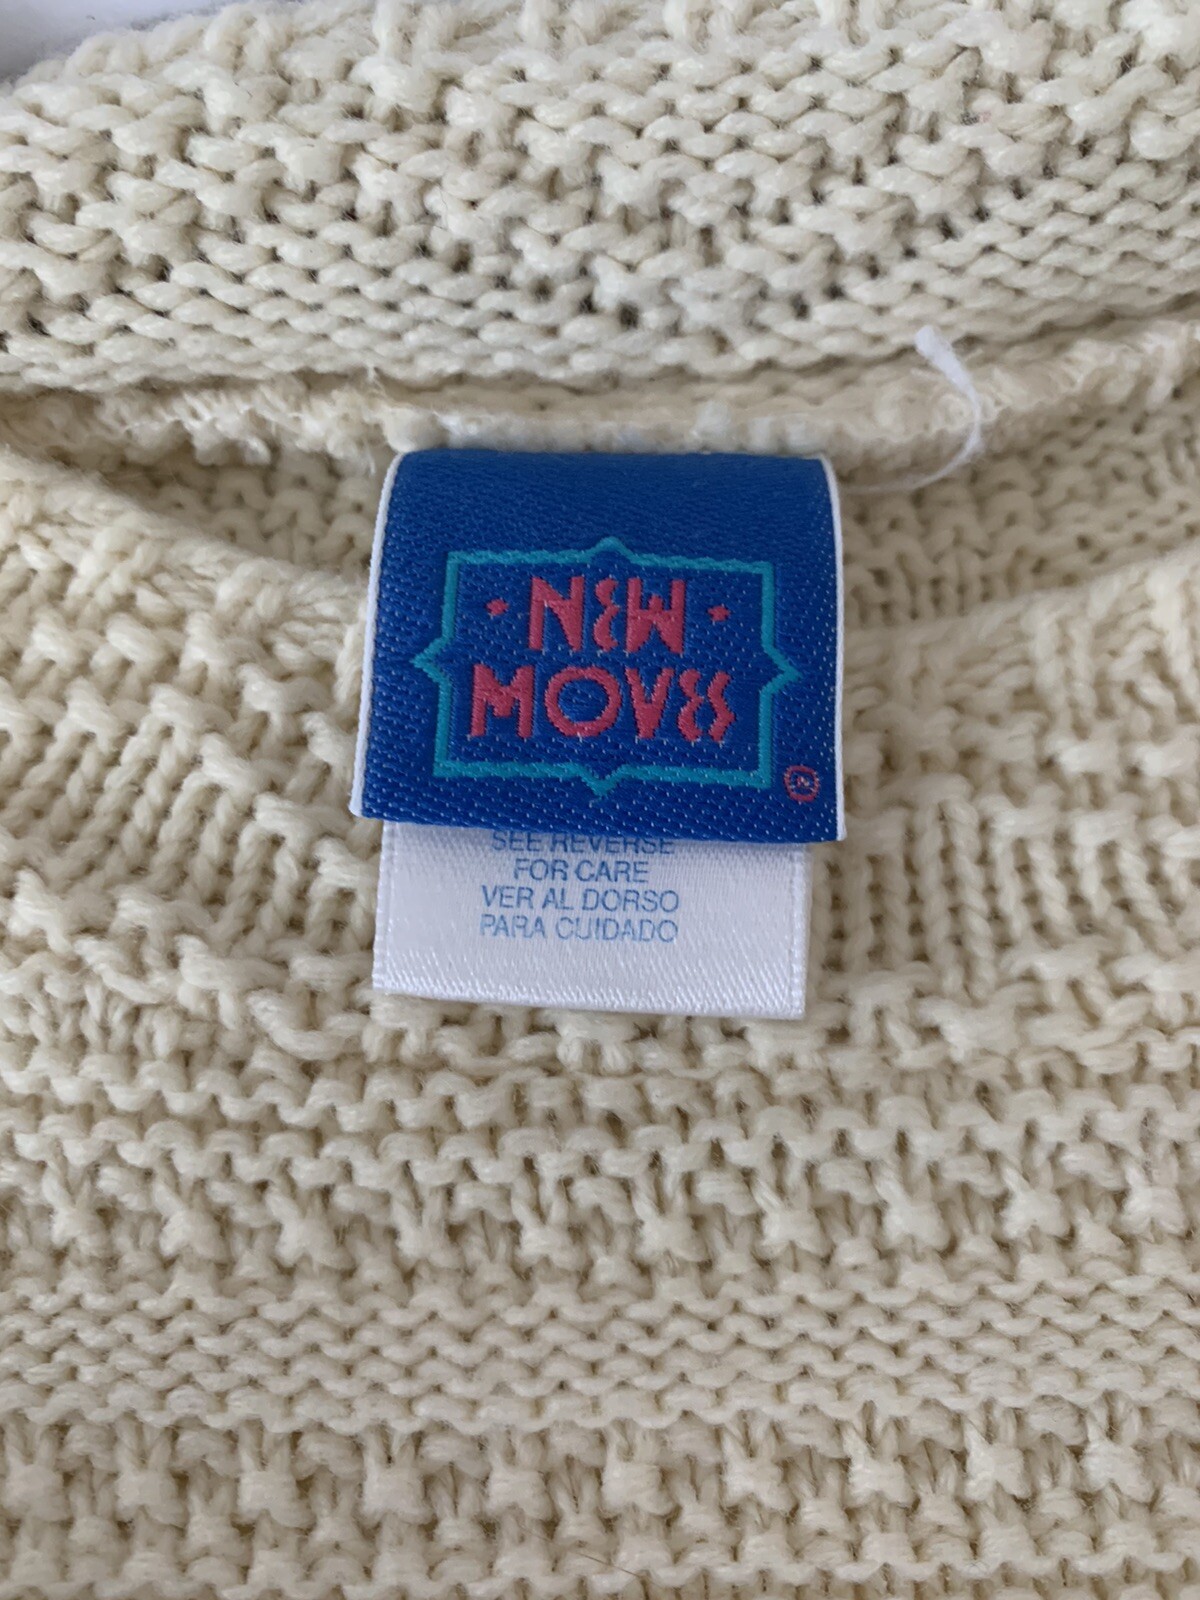 · NEW ·
MOVES
®
SEE REVERSE
FOR CARE
VER AL DORSO
PARA CUIDADO